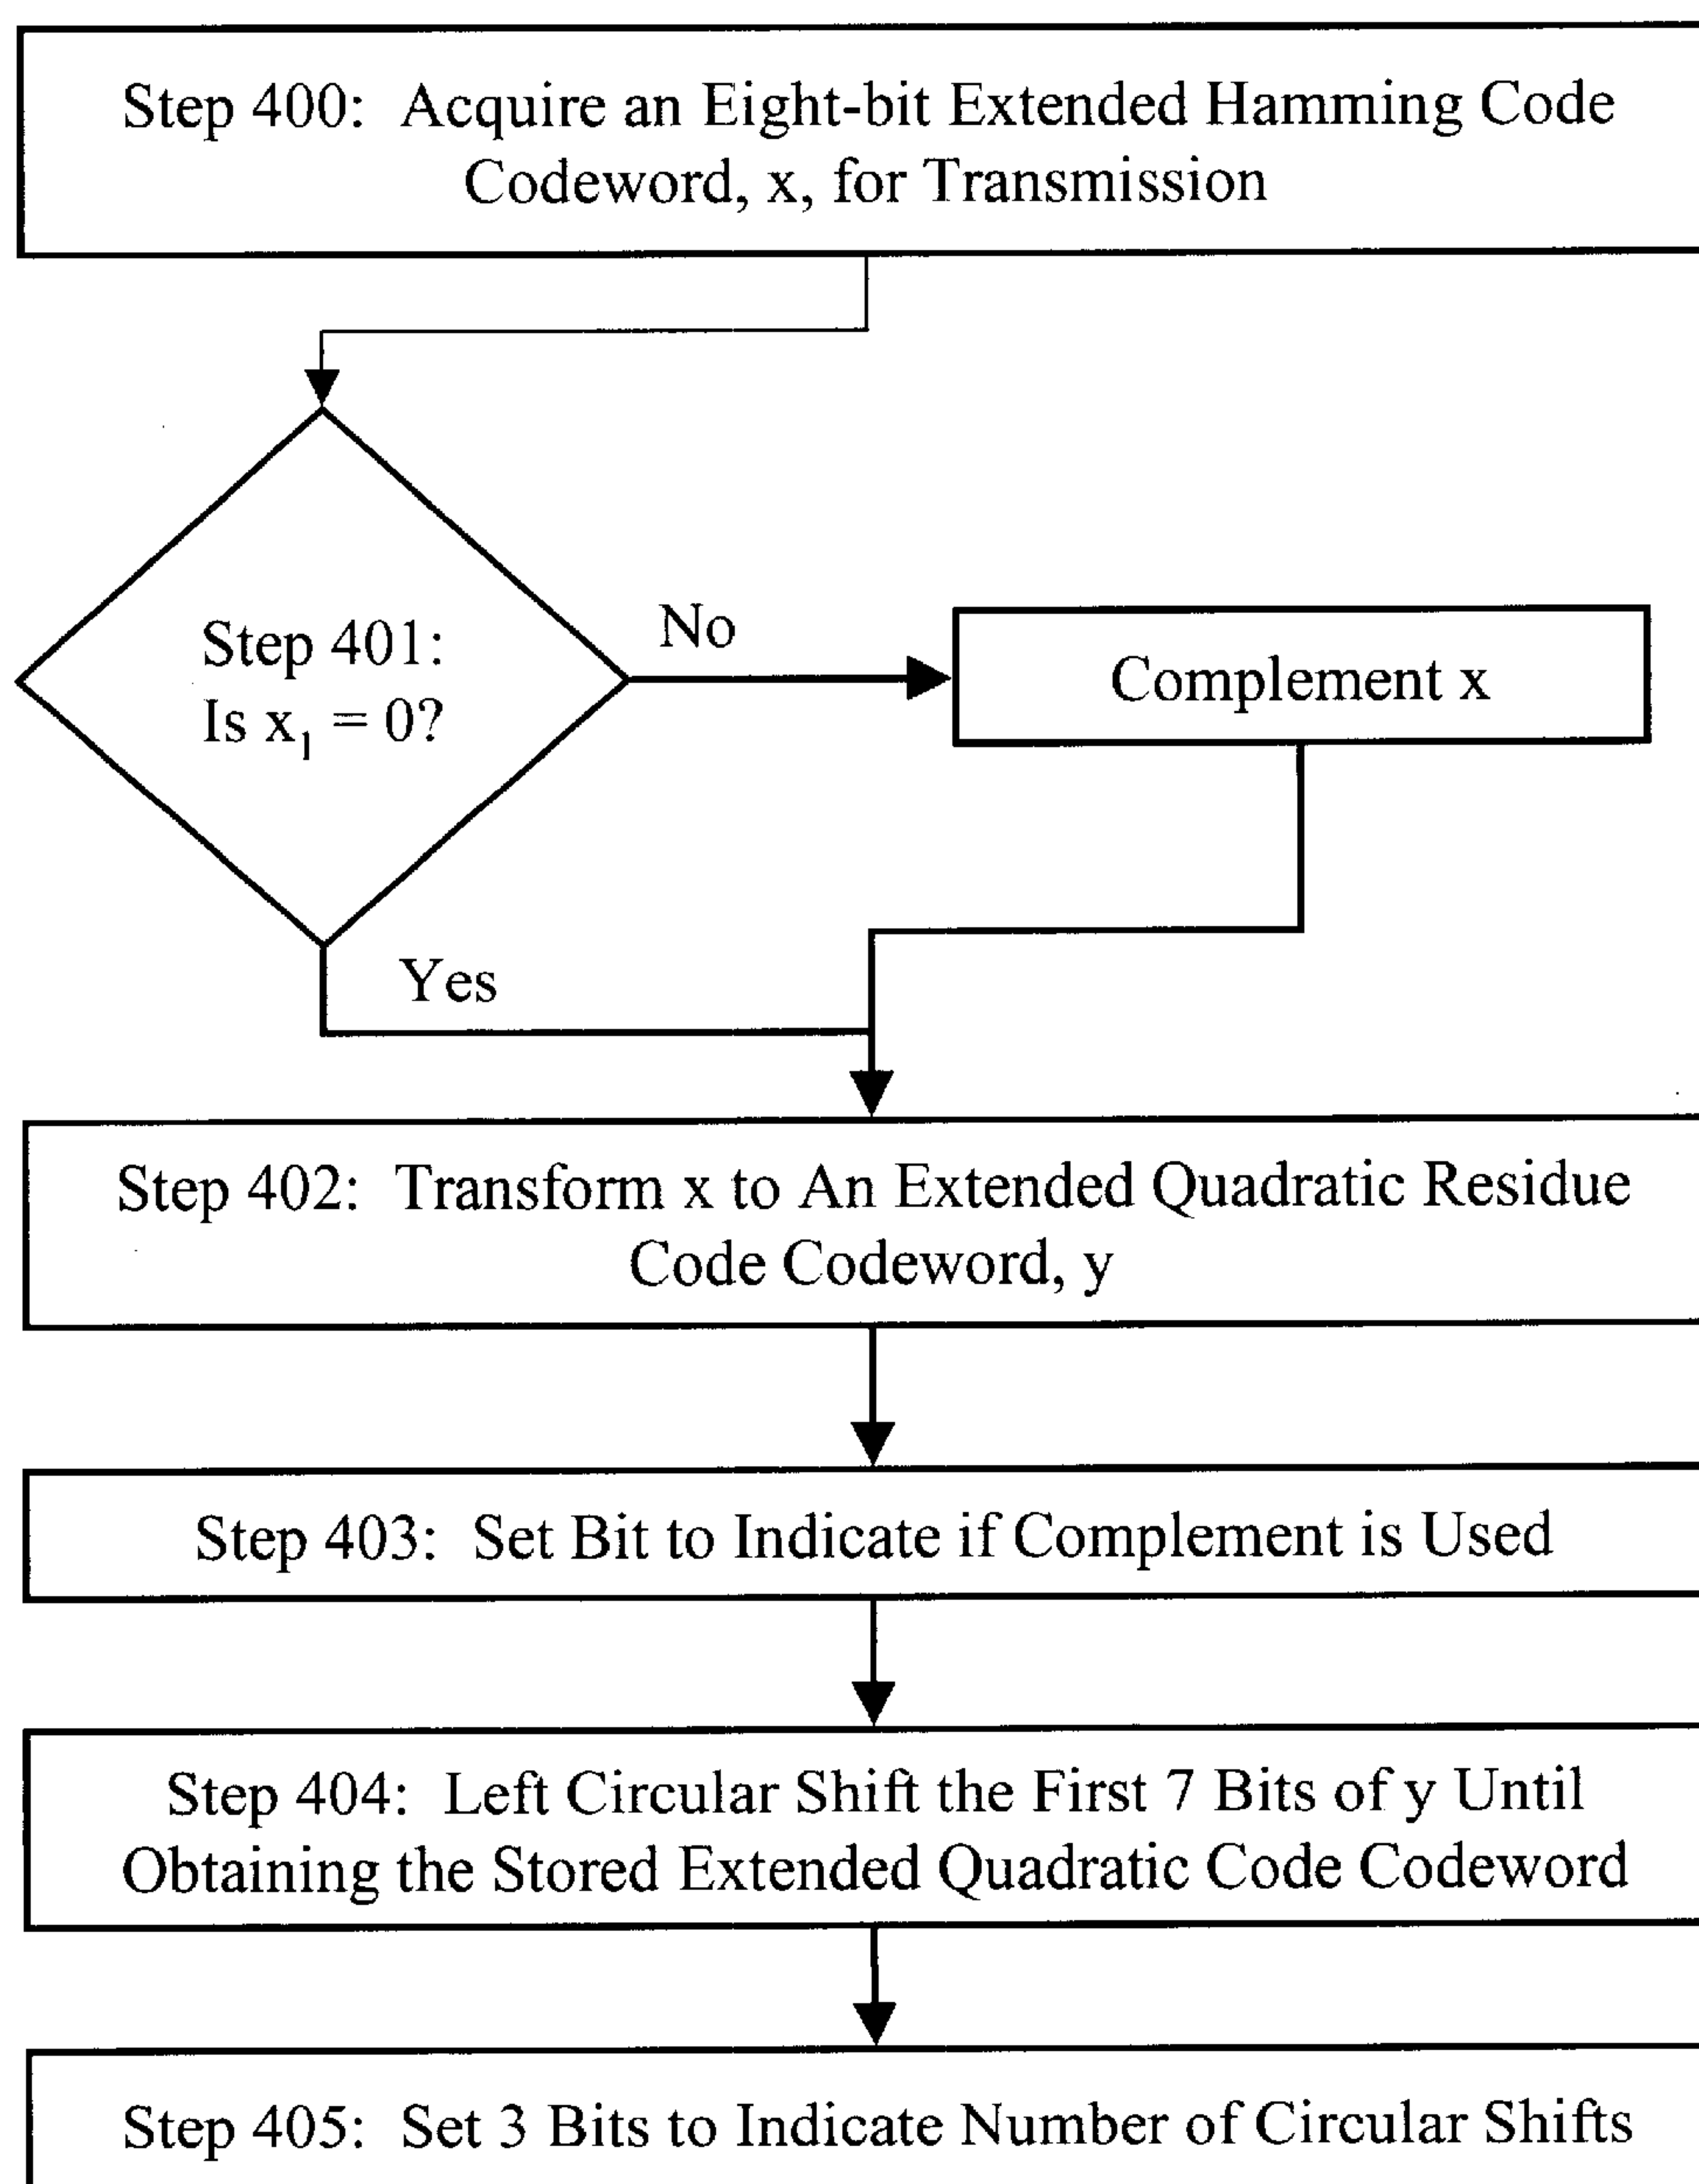 Step 400: Acquire an Eight-bit Extended Hamming Code
Codeword, x, for Transmission
Step 401:
Is x₁ = 0?
No
Complement x
Yes
Step 402: Transform x to An Extended Quadratic Residue
Code Codeword, y
Step 403: Set Bit to Indicate if Complement is Used
Step 404: Left Circular Shift the First 7 Bits of y Until
Obtaining the Stored Extended Quadratic Code Codeword
Step 405: Set 3 Bits to Indicate Number of Circular Shifts